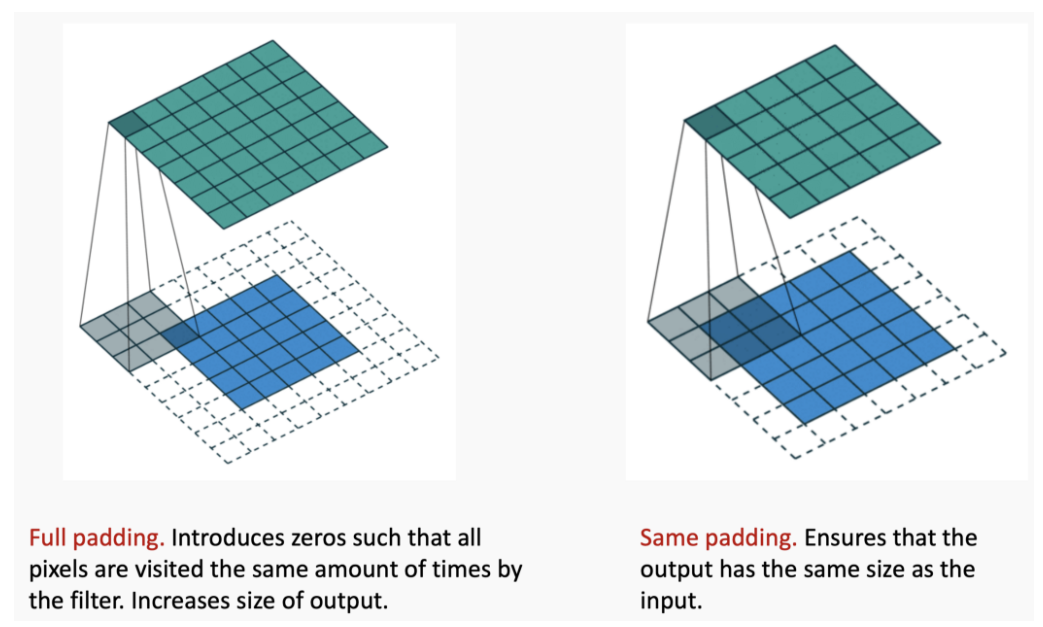 Full padding. Introduces zeros such that all
pixels are visited the same amount of times by
the filter. Increases size of output.
Same padding. Ensures that the
output has the same size as the
input.